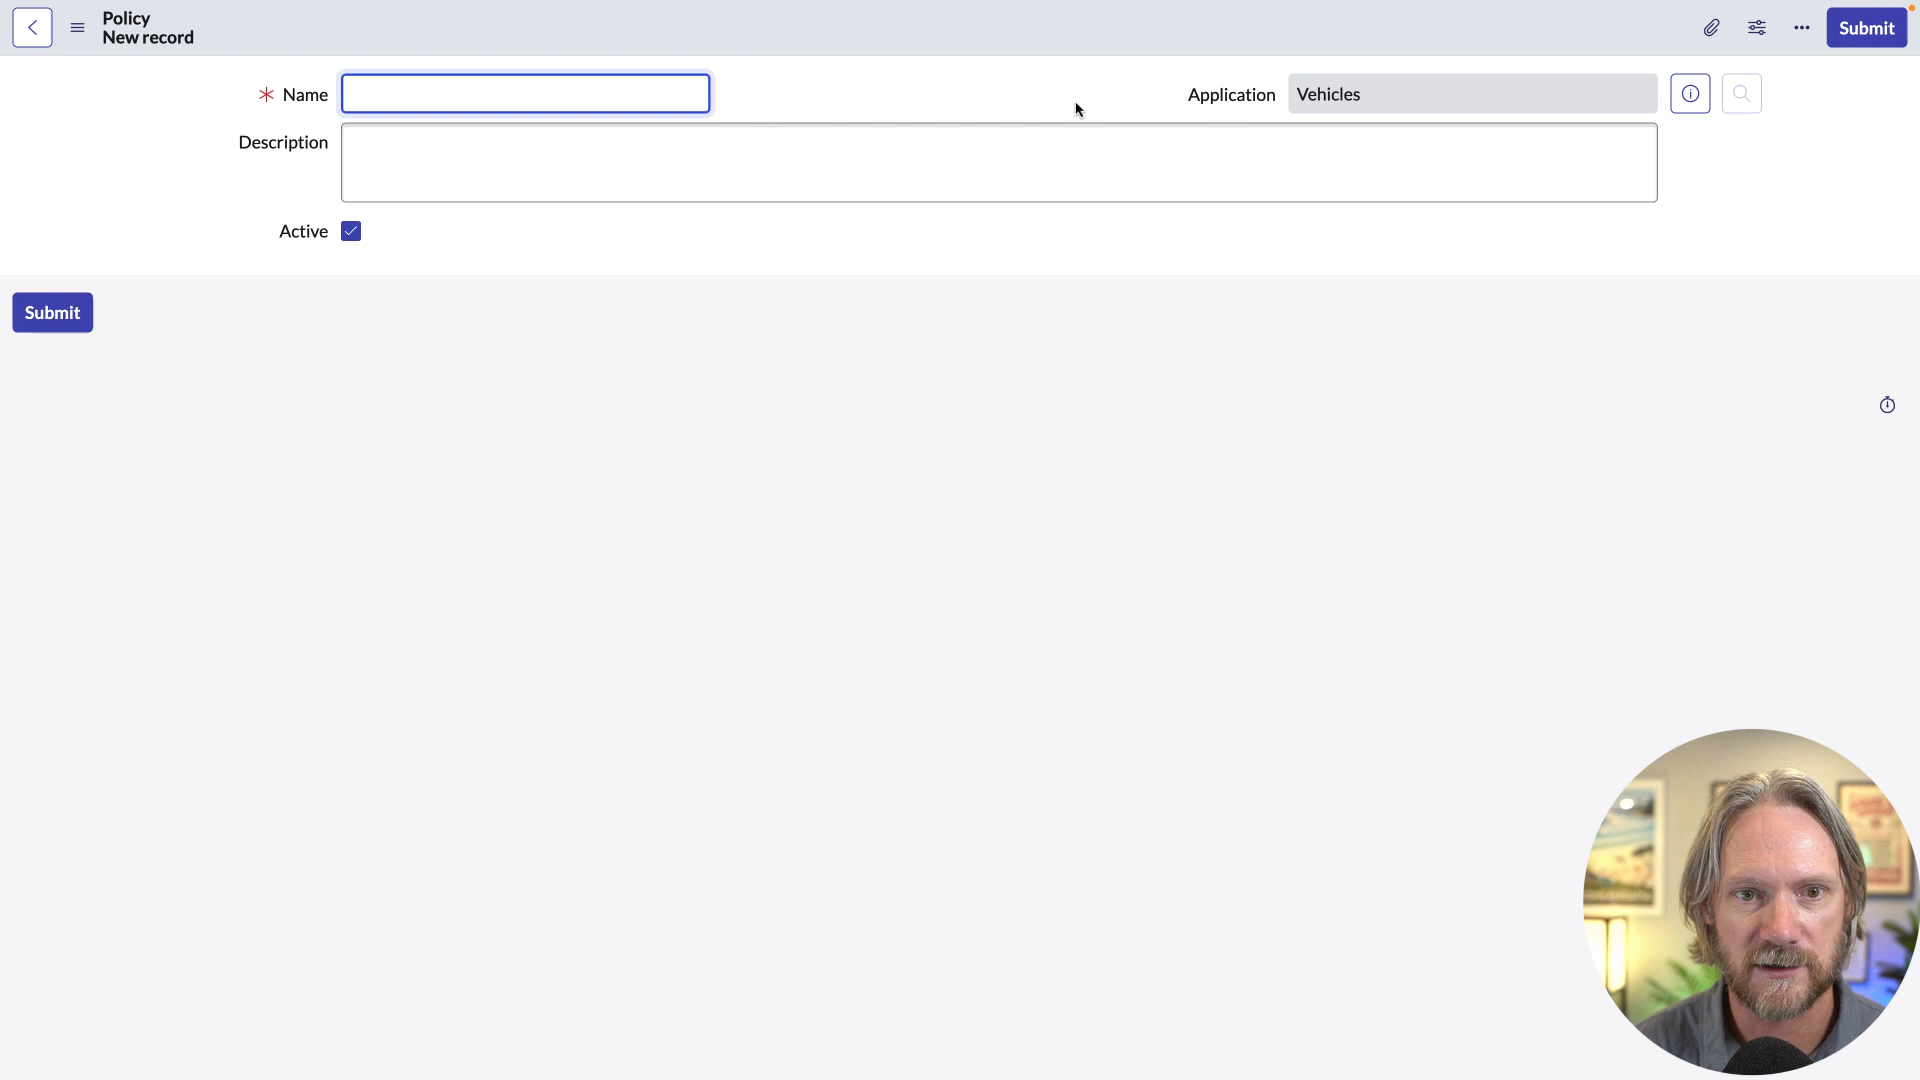 Policy
New record
Submit
Name
Application
Vehicles
Description
Active
Submit